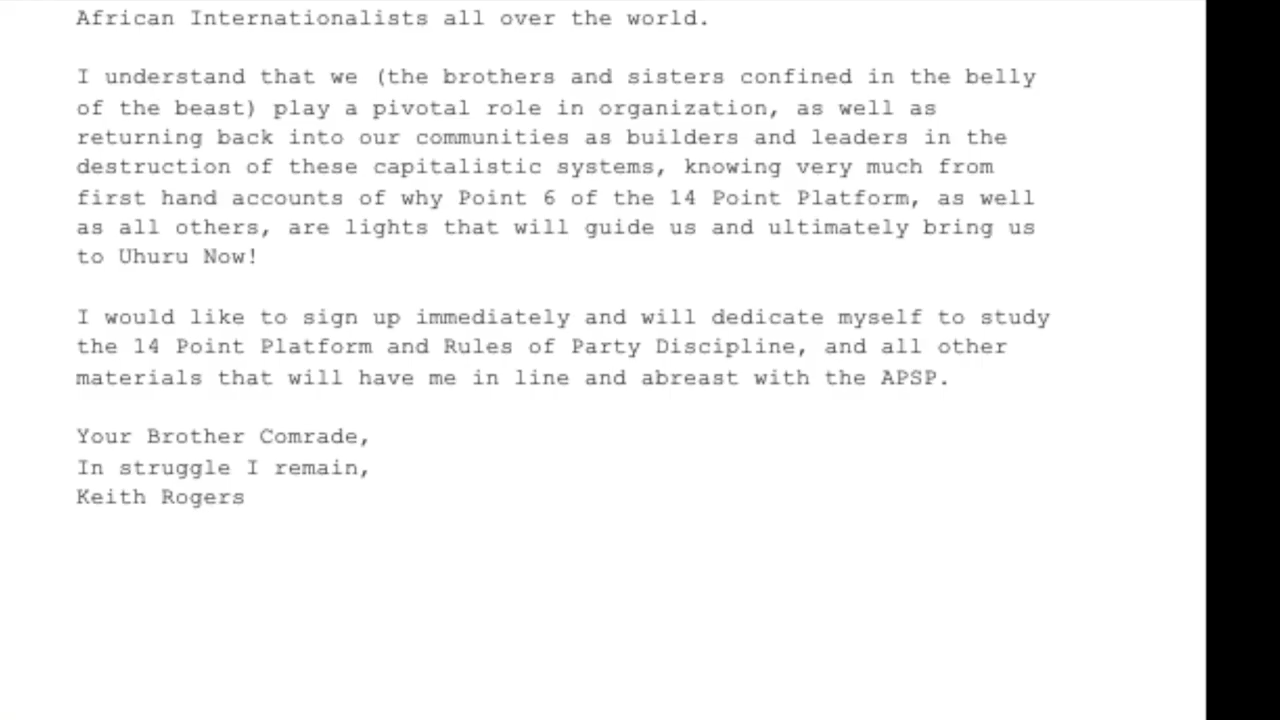 African Internationalists all over the world.
I understand that we (the brothers and sisters confined in the belly
of the beast) play a pivotal role in organization, as well as
returning back into our communities as builders and leaders in the
destruction of these capitalistic systems, knowing very much from
first hand accounts of why Point 6 of the 14 Point Platform, as well
as all others, are lights that will guide us and ultimately bring us
to Uhuru Now!
I would like to sign up immediately and will dedicate myself to study
the 14 Point Platform and Rules of Party Discipline, and all other
materials that will have me in line and abreast with the APSP.
Your Brother Comrade,
In struggle I remain,
Keith Rogers